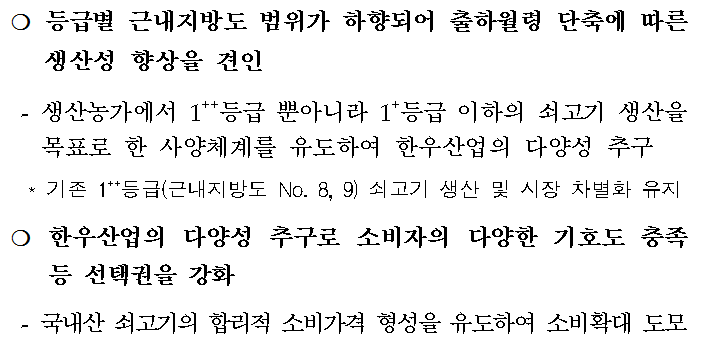 ❍ 등급별 근내지방도 범위가 하향되어 출하월령 단축에 따른
생산성 향상을 견인
- 생산농가에서 1⁺⁺등급 뿐아니라 1⁺등급 이하의 쇠고기 생산을
목표로 한 사양체계를 유도하여 한우산업의 다양성 추구
* 기존 1⁺⁺등급(근내지방도 No. 8, 9) 쇠고기 생산 및 시장 차별화 유지
❍ 한우산업의 다양성 추구로 소비자의 다양한 기호도 충족
등 선택권을 강화
- 국내산 쇠고기의 합리적 소비가격 형성을 유도하여 소비확대 도모